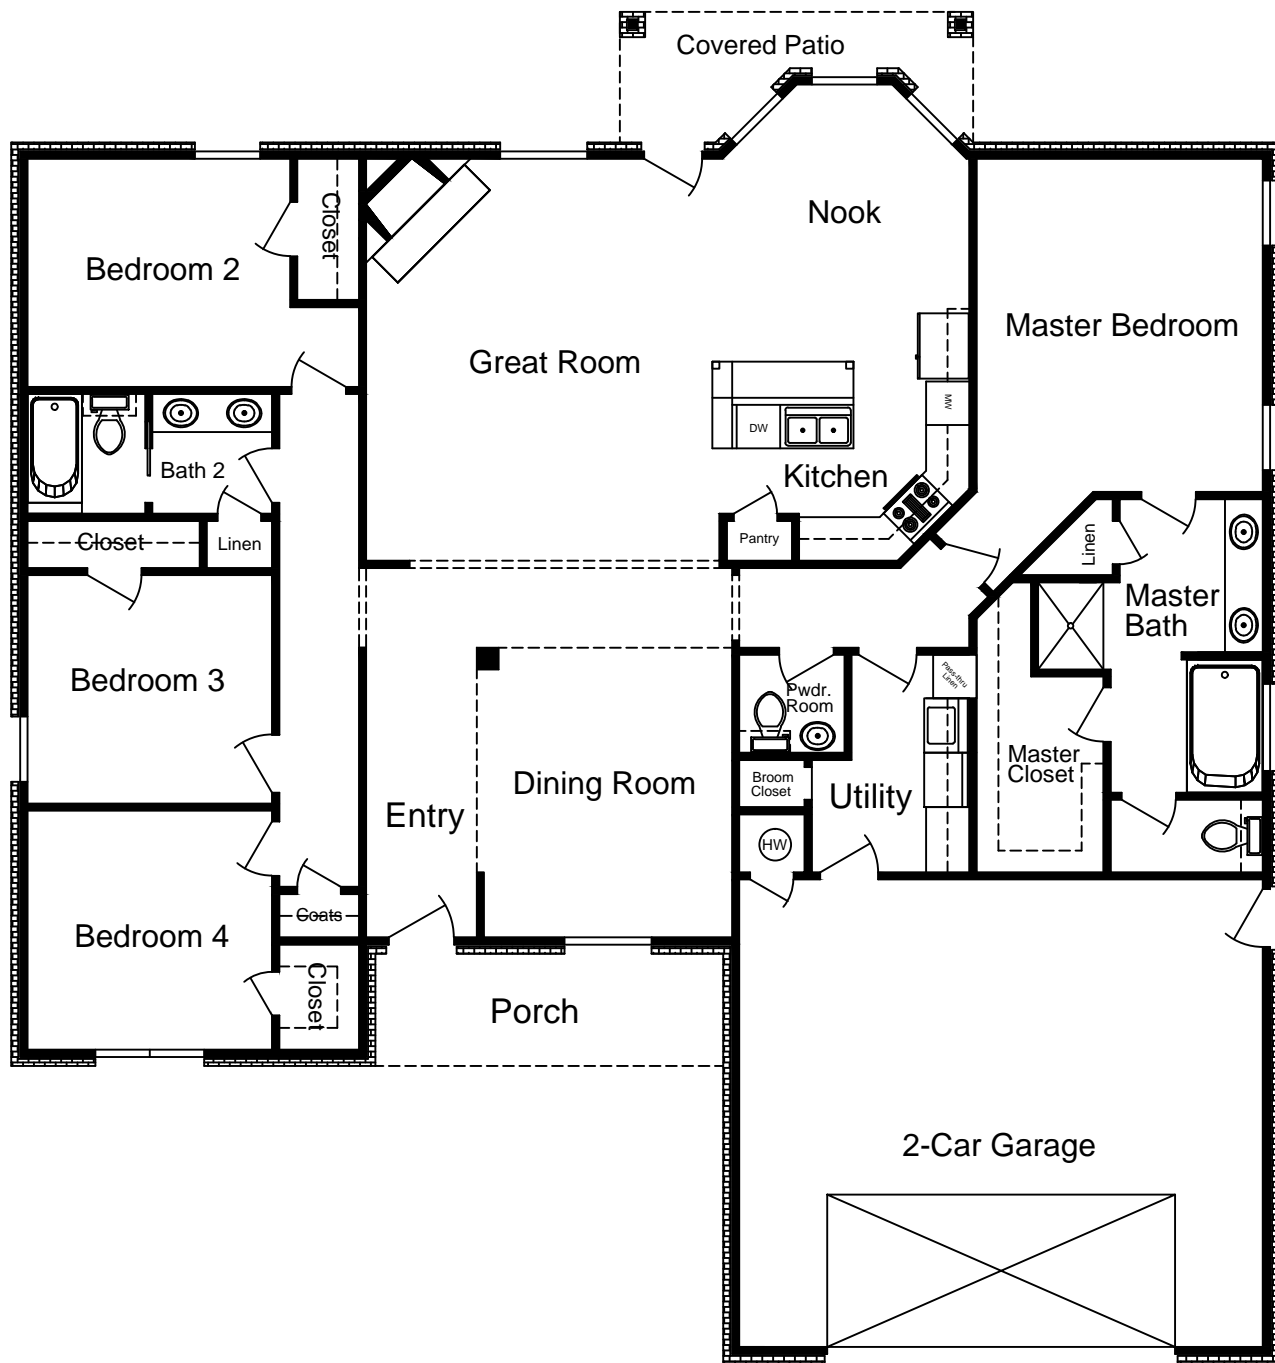 Covered Patio
Nook
Closet
Bedroom 2
Master Bedroom
Great Room
MW
DW
Bath 2
Kitchen
Closet
Linen
Pantry
Linen
Master
Bath
Bedroom 3
Pwdr.
Room
Pass-thru
Linen
Master
Closet
Dining Room
Broom
Closet
Utility
Entry
HW
Coats
Bedroom 4
Closet
Porch
2-Car Garage